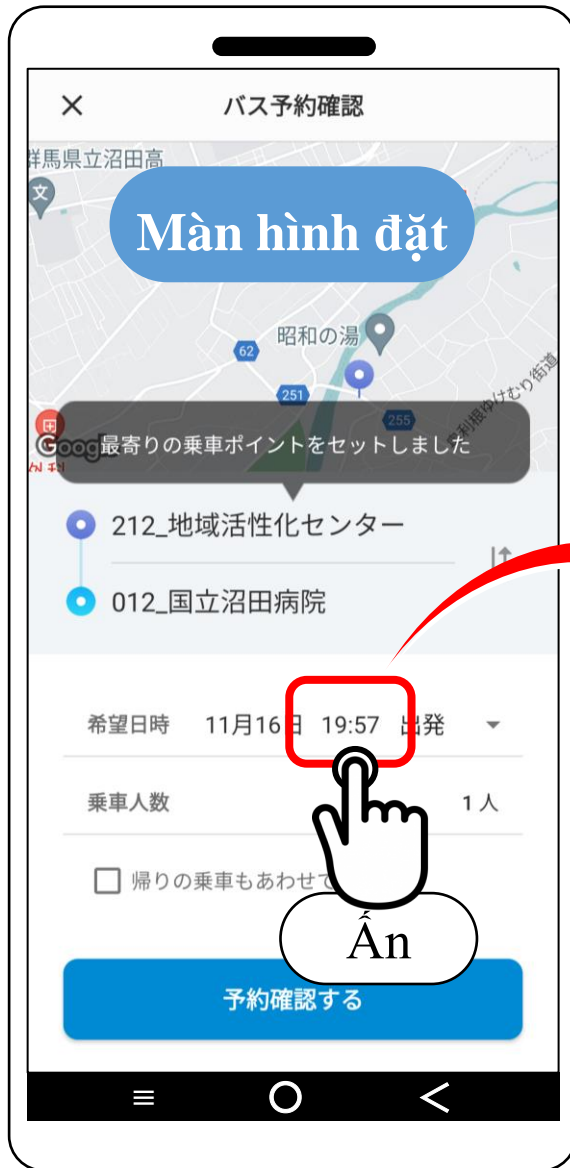 バス予約確認
群馬県立沼田高
文
Màn hình đặt
昭和の湯
62
251
255
利根ゆけむり街道
Goog
最寄りの乗車ポイントをセットしました
外科
212_地域活性化センター
012_国立沼田病院
希望日時 11月16日 19:57 出発
乗車人数 1人
帰りの乗車もあわせて
Ấn
予約確認する